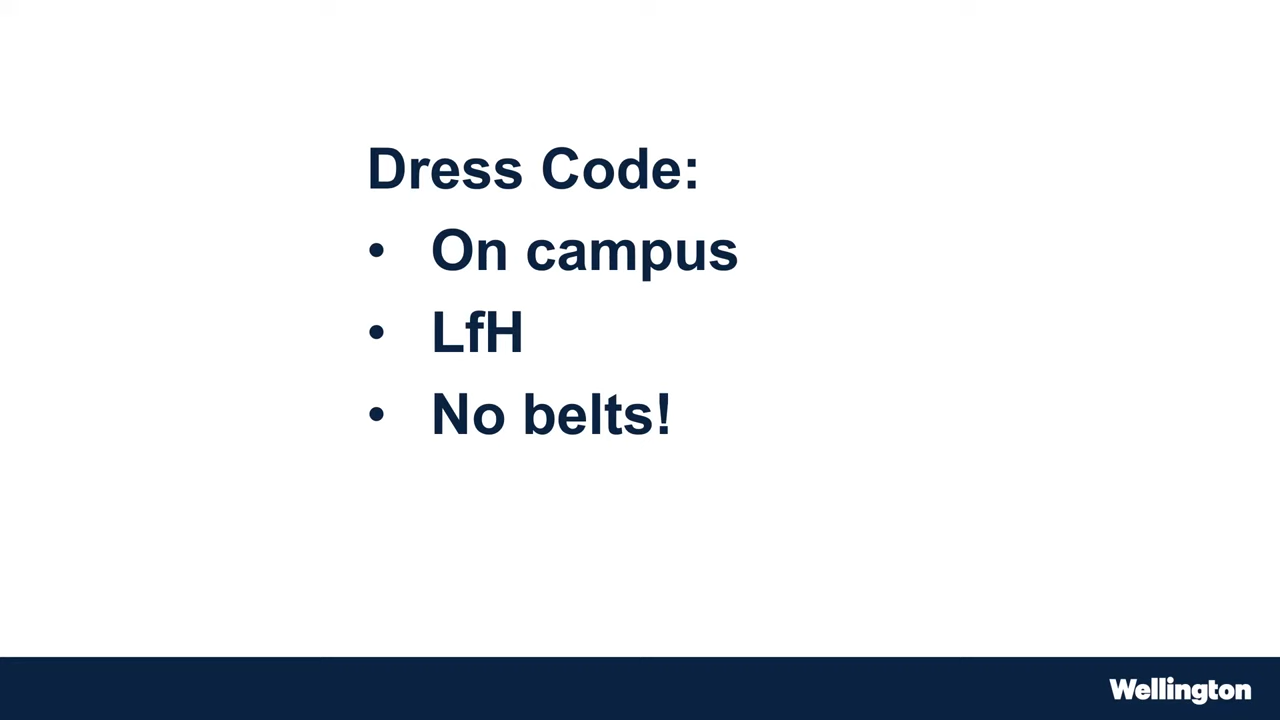 Dress Code:
• On campus
• LfH
• No belts!
Wellington